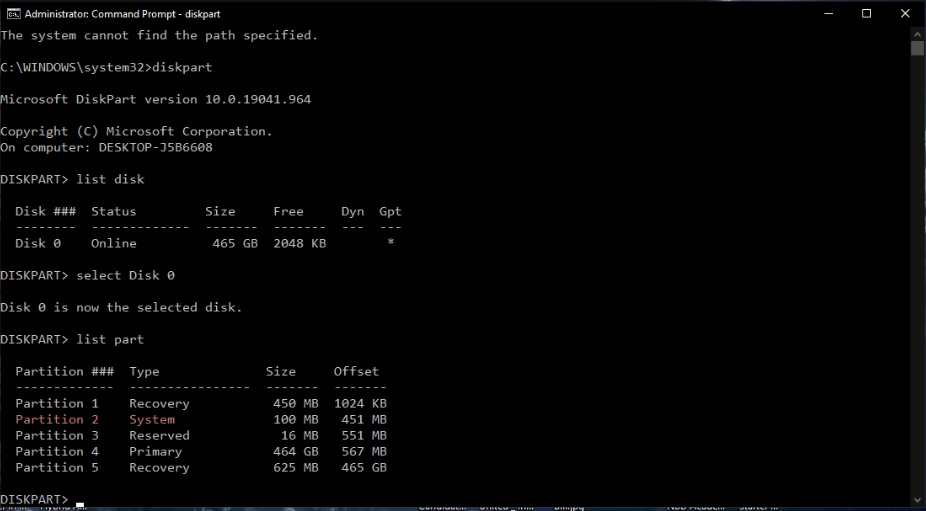 Administrator: Command Prompt - diskpart
The system cannot find the path specified.
C:\WINDOWS\system32>diskpart
Microsoft DiskPart version 10.0.19041.964
Copyright (C) Microsoft Corporation.
On computer: DESKTOP-J5B6608
DISKPART> list disk
Disk ### Status Size Free Dyn Gpt
-------- ------------- ------- ------- --- ---
Disk 0 Online 465 GB 2048 KB *
DISKPART> select Disk 0
Disk 0 is now the selected disk.
DISKPART> list part
Partition ### Type Size Offset
------------- ---------------- ------- -------
Partition 1 Recovery 450 MB 1024 KB
Partition 2 System 100 MB 451 MB
Partition 3 Reserved 16 MB 551 MB
Partition 4 Primary 464 GB 567 MB
Partition 5 Recovery 625 MB 465 GB
DISKPART>